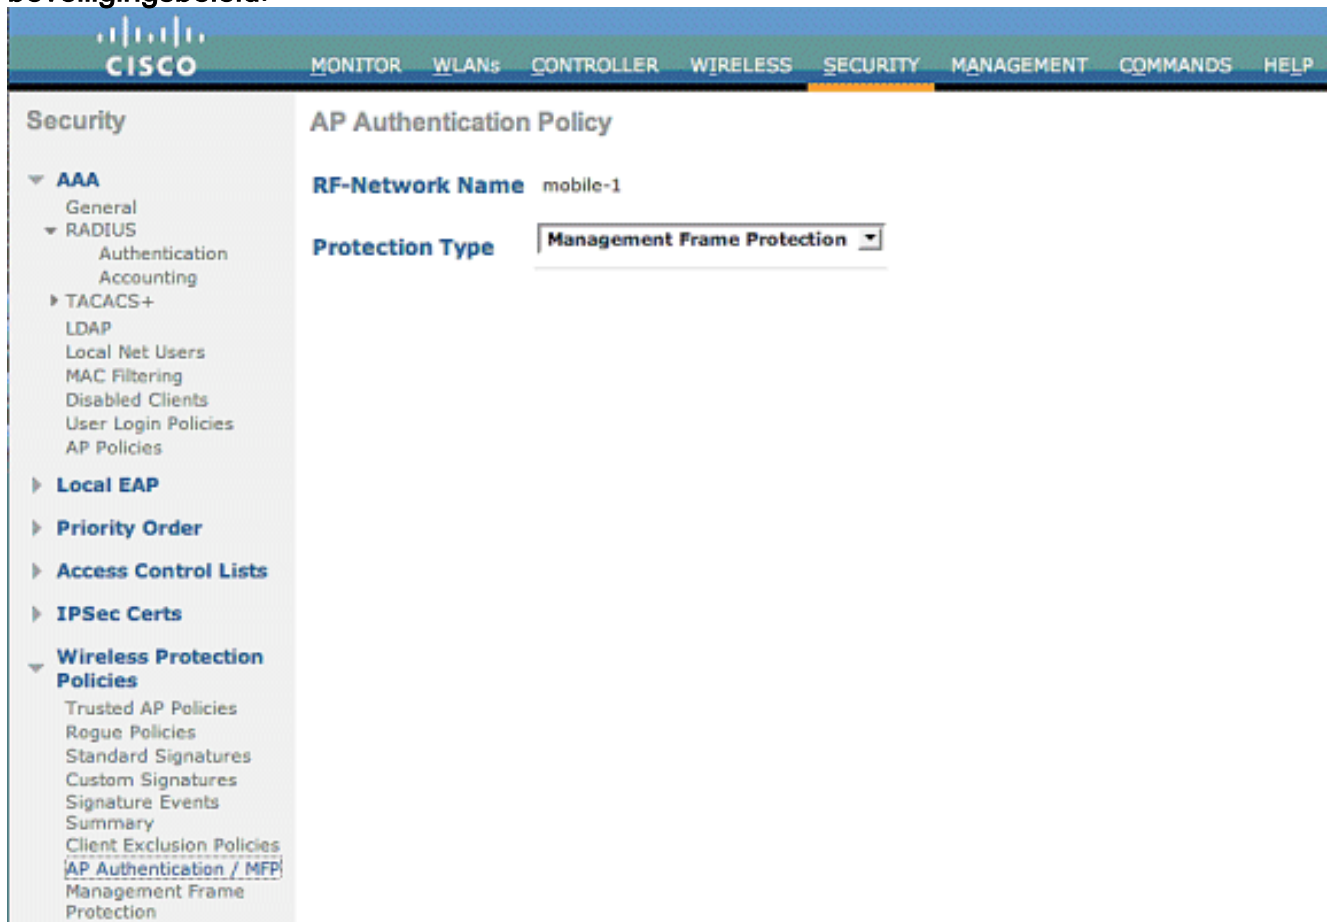 beveiligingsbeleid.
CISCO
MONITOR WLANs CONTROLLER WIRELESS SECURITY MANAGEMENT COMMANDS HELP
Security
AAA
General
RADIUS
Authentication
Accounting
TACACS+
LDAP
Local Net Users
MAC Filtering
Disabled Clients
User Login Policies
AP Policies
Local EAP
Priority Order
Access Control Lists
IPSec Certs
Wireless Protection
Policies
Trusted AP Policies
Rogue Policies
Standard Signatures
Custom Signatures
Signature Events
Summary
Client Exclusion Policies
AP Authentication / MFP
Management Frame
Protection
AP Authentication Policy
RF-Network Name mobile-1
Protection Type Management Frame Protection